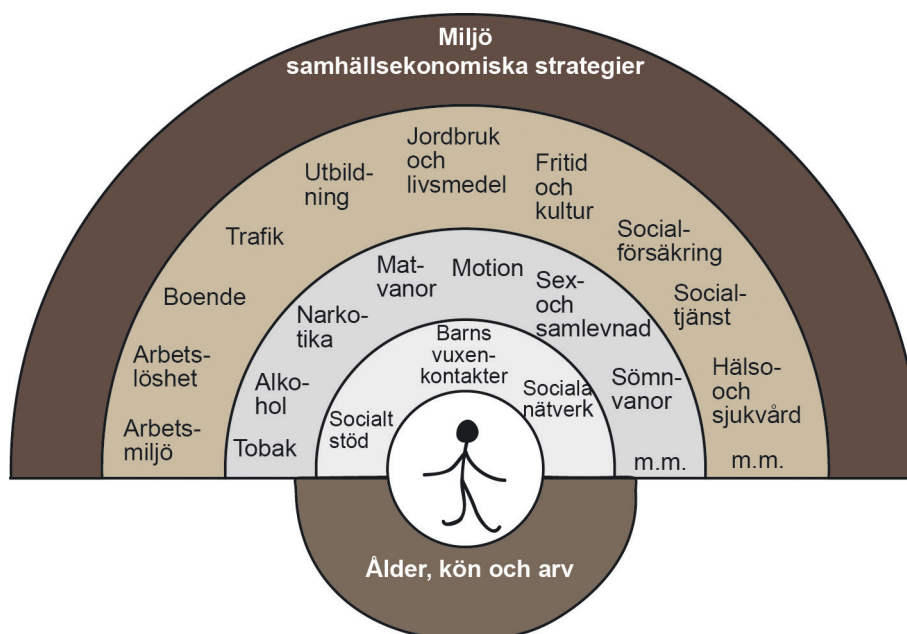 Miljö
samhällsekonomiska strategier
Arbets-
miljö
Arbets-
löshet
Boende
Trafik
Utbild-
ning
Jordbruk
och
livsmedel
Fritid
och
kultur
Social-
försäkring
Social-
tjänst
Hälso-
och
sjukvård
m.m.
Tobak
Alko-
hol
Narko-
tika
Mat-
vanor
Motion
Sex-
och
samlevnad
Sömn-
vanor
m.m.
Socialt
stöd
Barns
vuxen-
kontakter
Sociala
nätverk
Ålder, kön och arv